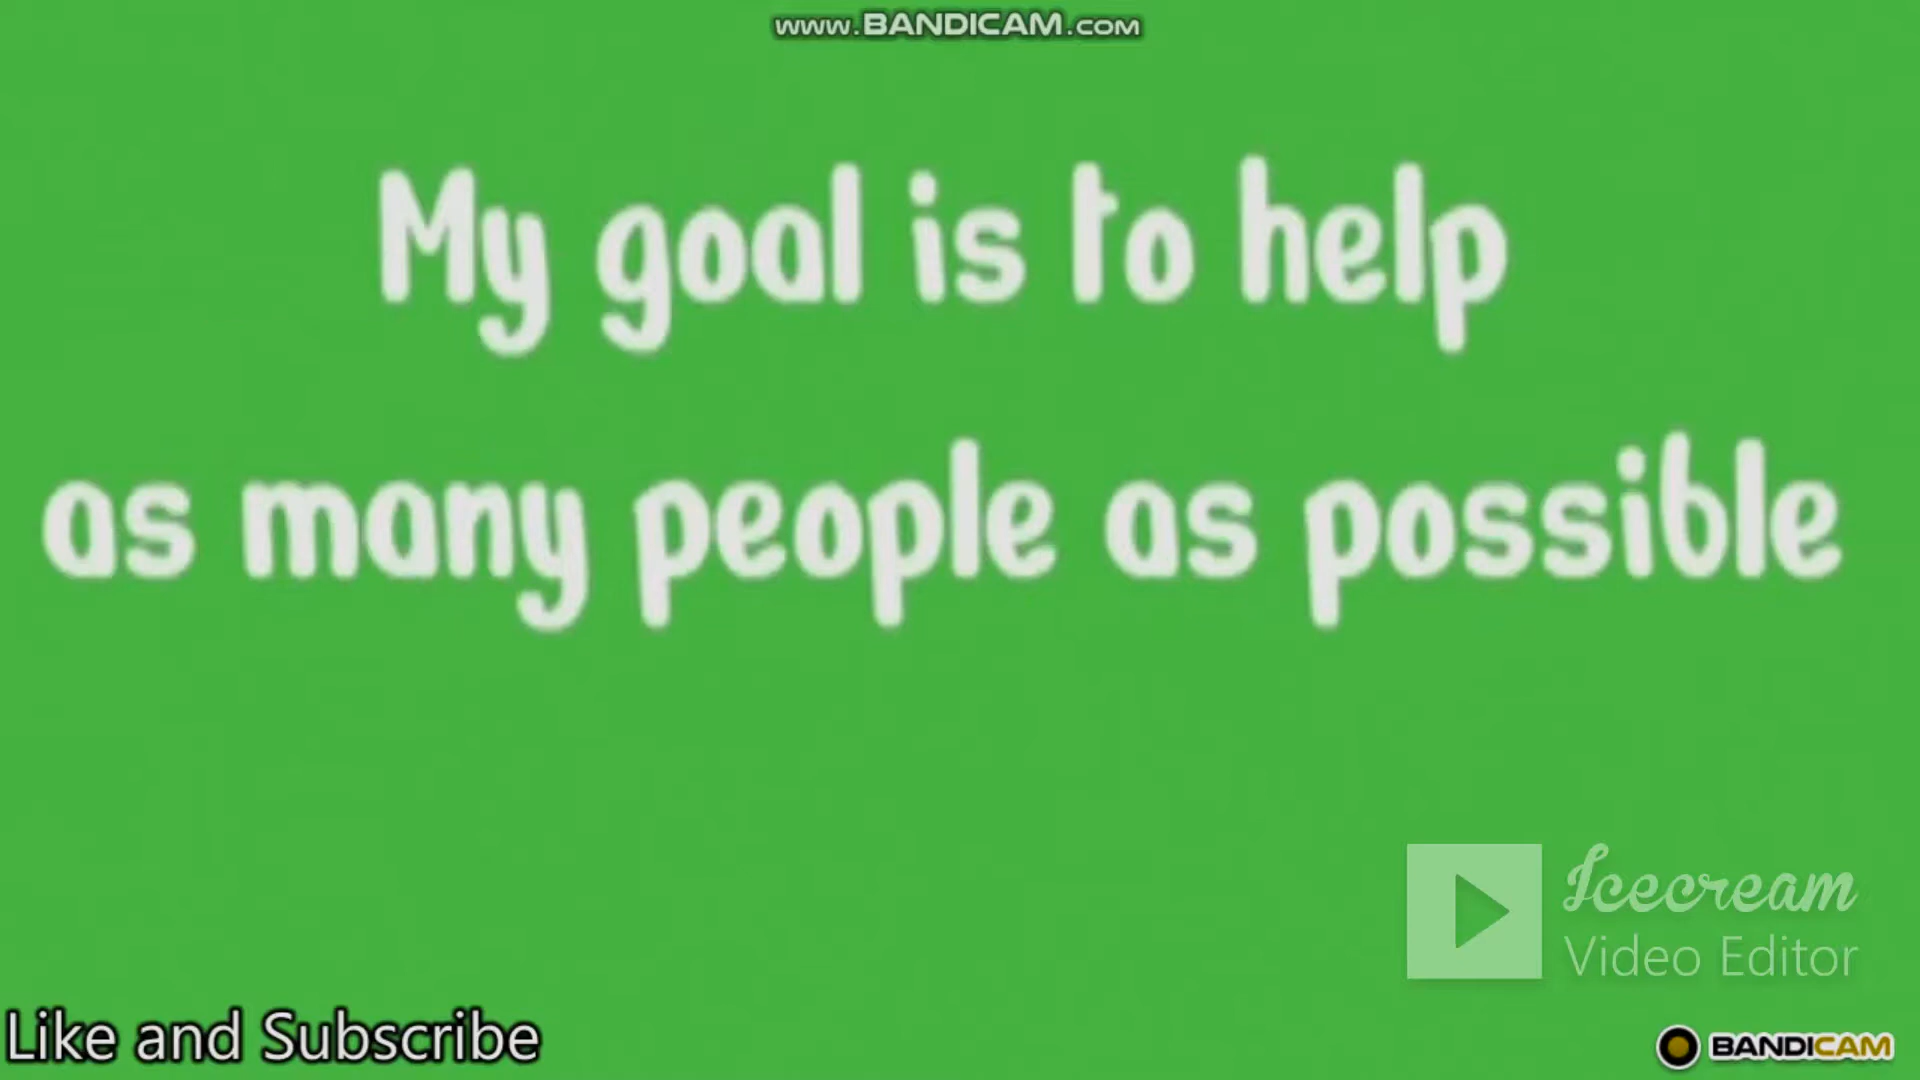 www.BANDICAM.COM
My goal is to help
as many people as possible
Icecream
Video Editor
Like and Subscribe
BANDICAM